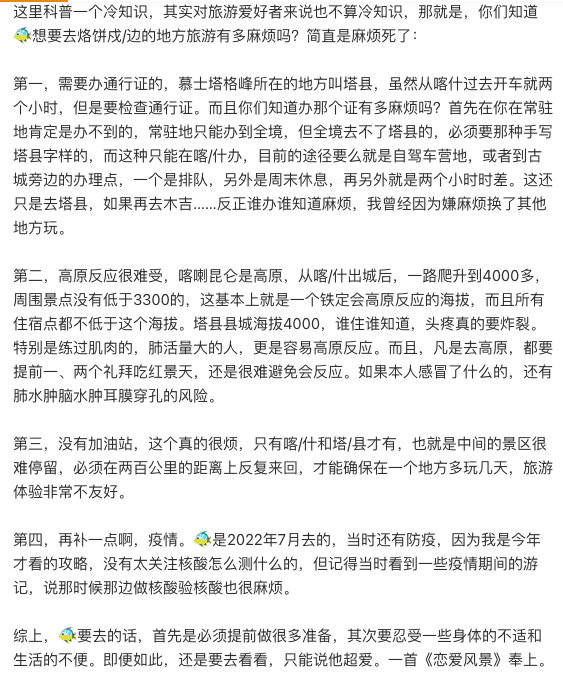 这里科普一个冷知识，其实对旅游爱好者来说也不算冷知识，那就是，你们知道
🐠想要去烙饼戍/边的地方旅游有多麻烦吗？简直是麻烦死了：
第一，需要办通行证的，慕士塔格峰所在的地方叫塔县，虽然从喀什过去开车就两
个小时，但是要检查通行证。而且你们知道办那个证有多麻烦吗？首先在你在常驻
地肯定是办不到的，常驻地只能办到全境，但全境去不了塔县的，必须要那种手写
塔县字样的，而这种只能在喀/什办，目前的途径要么就是自驾车营地，或者到古
城旁边的办理点，一个是排队，另外是周末休息，再另外就是两个小时时差。这还
只是去塔县，如果再去木吉......反正谁办谁知道麻烦，我曾经因为嫌麻烦换了其他
地方玩。
第二，高原反应很难受，喀喇昆仑是高原，从喀/什出城后，一路爬升到4000多，
周围景点没有低于3300的，这基本上就是一个铁定会高原反应的海拔，而且所有
住宿点都不低于这个海拔。塔县县城海拔4000，谁住谁知道，头疼真的要炸裂。
特别是练过肌肉的，肺活量大的人，更是容易高原反应。而且，凡是去高原，都要
提前一、两个礼拜吃红景天，还是很难避免会反应。如果本人感冒了什么的，还有
肺水肿脑水肿耳膜穿孔的风险。
第三，没有加油站，这个真的很烦，只有喀/什和塔/县才有，也就是中间的景区很
难停留，必须在两百公里的距离上反复来回，才能确保在一个地方多玩几天，旅游
体验非常不友好。
第四，再补一点啊，疫情。🐠是2022年7月去的，当时还有防疫，因为我是今年
才看的攻略，没有太关注核酸怎么测什么的，但记得当时看到一些疫情期间的游
记，说那时候那边做核酸验核酸也很麻烦。
综上，🐠要去的话，首先是必须提前做很多准备，其次要忍受一些身体的不适和
生活的不便。即便如此，还是要去看看，只能说他超爱。一首《恋爱风景》奉上。